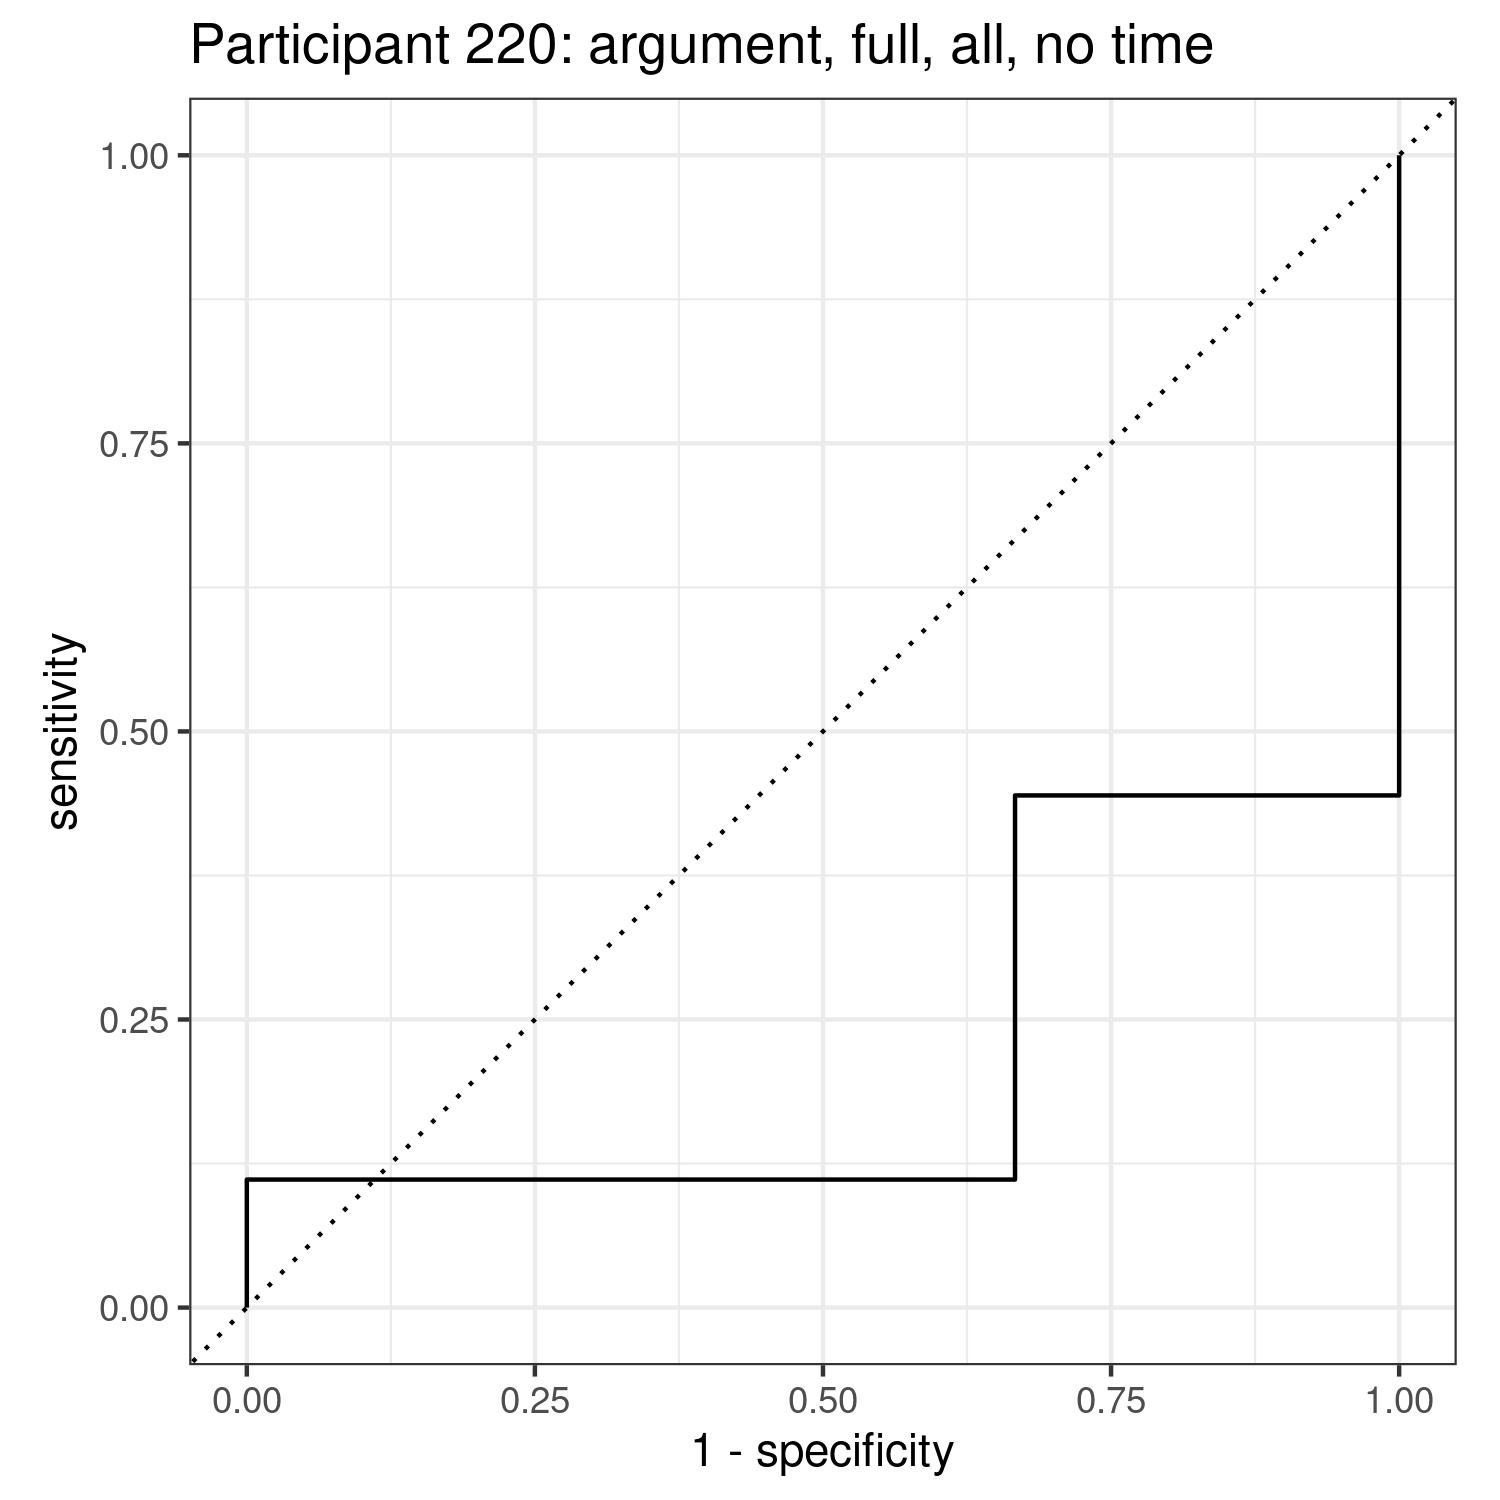 Participant 220: argument, full, all, no time
1.00
0.75
0.50
0.25
0.00
sensitivity
0.00 0.25 0.50 0.75 1.00
1 - specificity